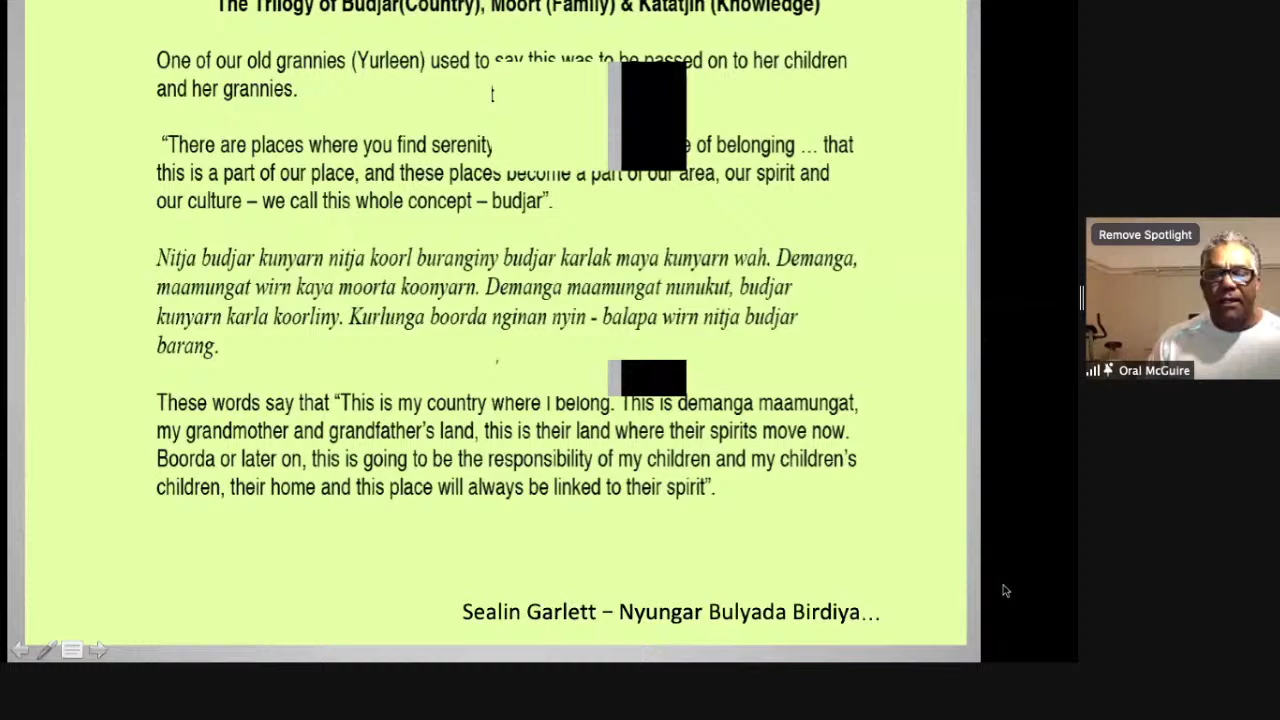 The Trilogy of Budjar(Country), Moort (Family) & Katatjin (Knowledge)
One of our old grannies (Yurleen) used to say this was to be passed on to her children
and her grannies.
“There are places where you find serenity of belonging … that
this is a part of our place, and these places become a part of our area, our spirit and
our culture – we call this whole concept – budjar”.
Nitja budjar kunyarn nitja koorl buranginy budjar karlak maya kunyarn wah. Demanga,
maamungat wirn kaya moorta koonyarn. Demanga maamungat nunukut, budjar
kunyarn karla koorliny. Kurlunga boorda nginan nyin - balapa wirn nitja budjar
barang.
These words say that “This is my country where I belong. This is demanga maamungat,
my grandmother and grandfather’s land, this is their land where their spirits move now.
Boorda or later on, this is going to be the responsibility of my children and my children’s
children, their home and this place will always be linked to their spirit”.
Sealin Garlett – Nyungar Bulyada Birdiya…
Remove Spotlight
Oral McGuire